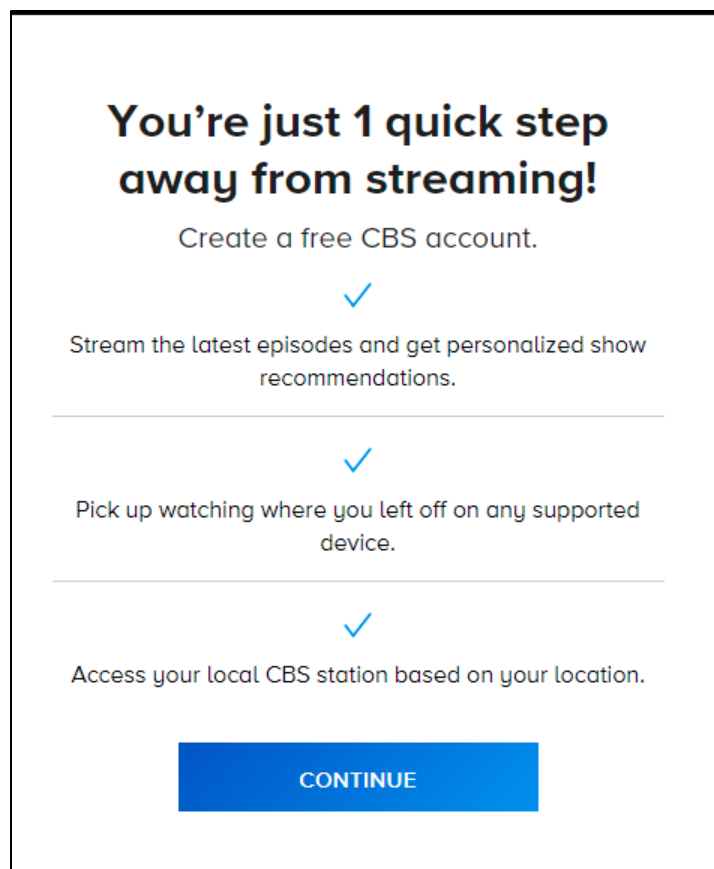 You’re just 1 quick step
away from streaming!
Create a free CBS account.
Stream the latest episodes and get personalized show
recommendations.
Pick up watching where you left off on any supported
device.
Access your local CBS station based on your location.
CONTINUE